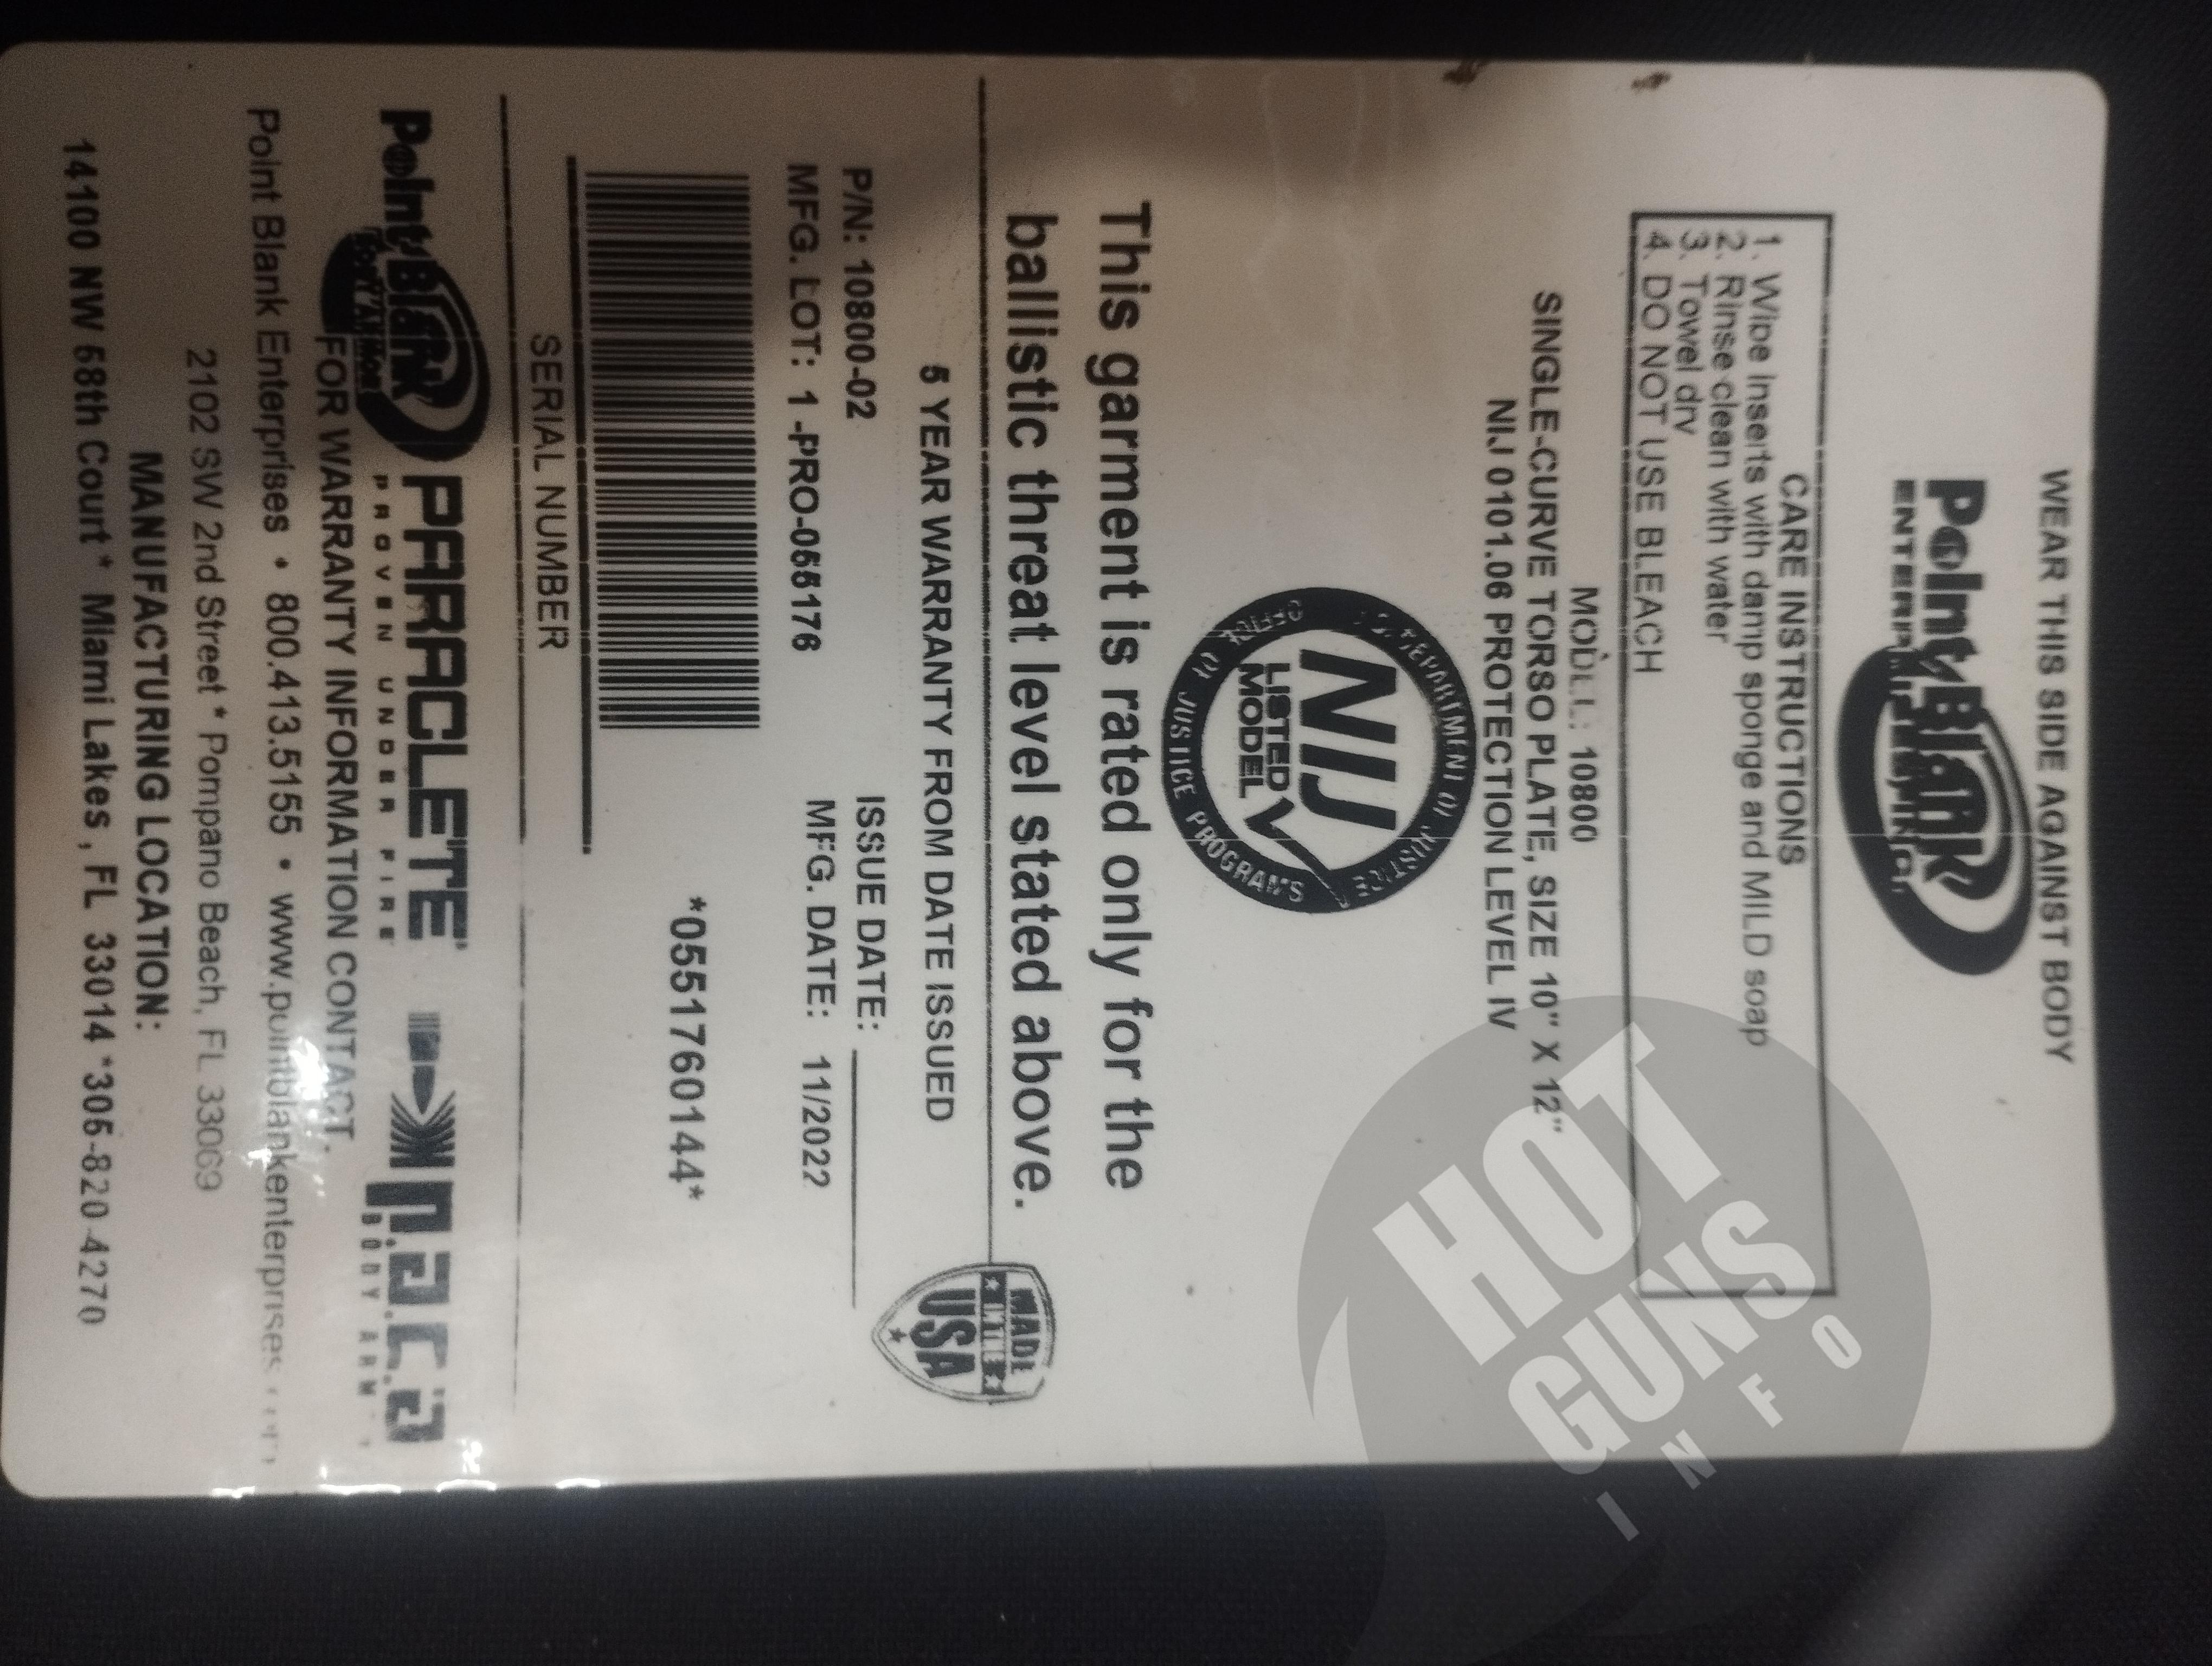 WEAR THIS SIDE AGAINST BODY
PoInt BlanK
CARE INSTRUCTIONS
1. Wipe inserts with damp sponge and MILD soap
2. Rinse clean with water
3. Towel dry
4. DO NOT USE BLEACH
MODEL: 10800
SINGLE-CURVE TORSO PLATE, SIZE 10" X 12"
NIJ 0101.06 PROTECTION LEVEL IV
U.S. DEPARTMENT OF JUSTICE
NIJ
LISTED
MODEL
OFFICE OF JUSTICE PROGRAMS
This garment is rated only for the
ballistic threat level stated above.
MADE
IN THE
USA
5 YEAR WARRANTY FROM DATE ISSUED
P/N: 10800-02 ISSUE DATE:
MFG. LOT: 1-PRO-055176 MFG. DATE: 11/2022
*0551760144*
SERIAL NUMBER
PoInt BlanK BODY ARMOR
PARACLETE
PROVEN UNDER FIRE
p.a.c.a
BODY ARM
FOR WARRANTY INFORMATION CONTACT:
Point Blank Enterprises • 800.413.5155 • www.pointblankenterprises.com
2102 SW 2nd Street * Pompano Beach, FL 33069
MANUFACTURING LOCATION:
14100 NW 58th Court * Miami Lakes, FL 33014 *305-820-4270
HOT
GUNS
INFO